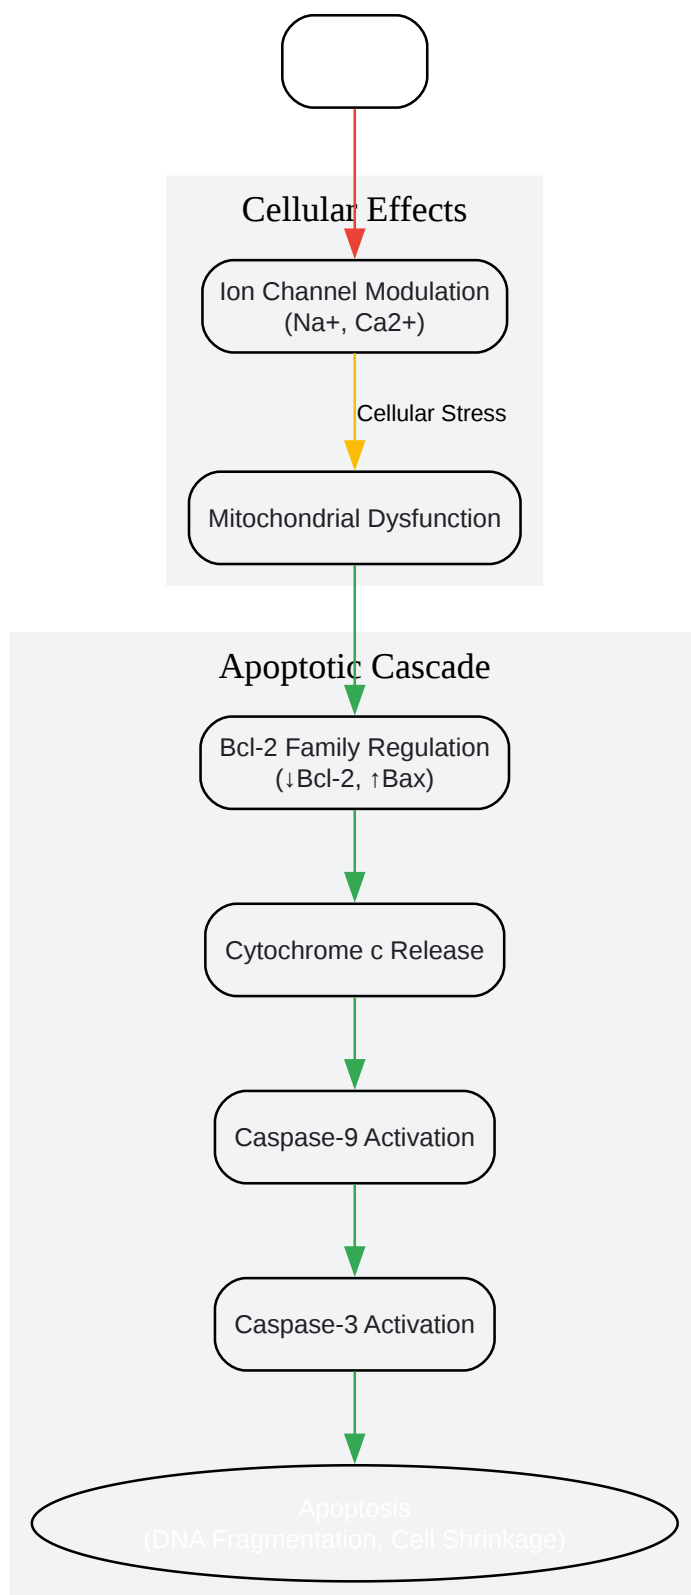 Cellular Effects
Ion Channel Modulation
(Na+, Ca2+)
Cellular Stress
Mitochondrial Dysfunction
Apoptotic Cascade
Bcl-2 Family Regulation
(↓Bcl-2, ↑Bax)
Cytochrome c Release
Caspase-9 Activation
Caspase-3 Activation
Apoptosis
(DNA Fragmentation, Cell Shrinkage)